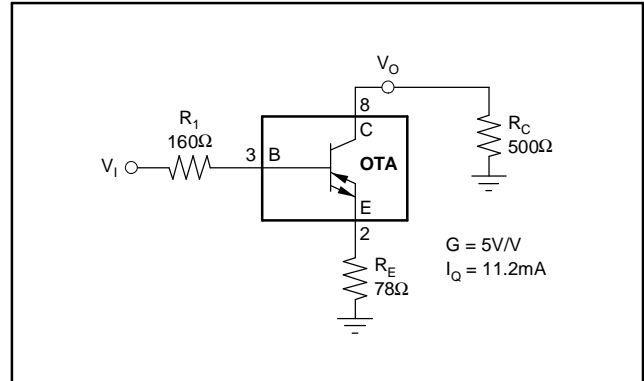 V_O
8
R_1
160Ω
R_C
500Ω
C
V_I
3
B
OTA
E
2
G = 5V/V
I_Q = 11.2mA
R_E
78Ω